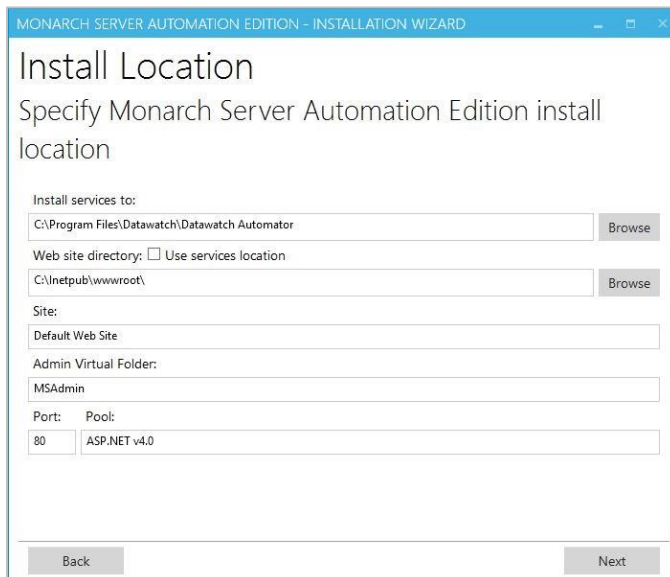 MONARCH SERVER AUTOMATION EDITION - INSTALLATION WIZARD
Install Location
Specify Monarch Server Automation Edition install
location
Install services to:
C:\Program Files\Datawatch\Datawatch Automator
Browse
Web site directory: Use services location
C:\Inetpub\wwwroot\
Browse
Site:
Default Web Site
Admin Virtual Folder:
MSAdmin
Port: Pool:
80 ASP.NET v4.0
Back Next